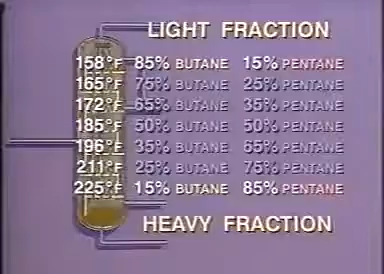 LIGHT FRACTION
158°F 85% BUTANE 15% PENTANE
165°F 75% BUTANE 25% PENTANE
172°F 65% BUTANE 35% PENTANE
185°F 50% BUTANE 50% PENTANE
196°F 35% BUTANE 65% PENTANE
211°F 25% BUTANE 75% PENTANE
225°F 15% BUTANE 85% PENTANE
HEAVY FRACTION